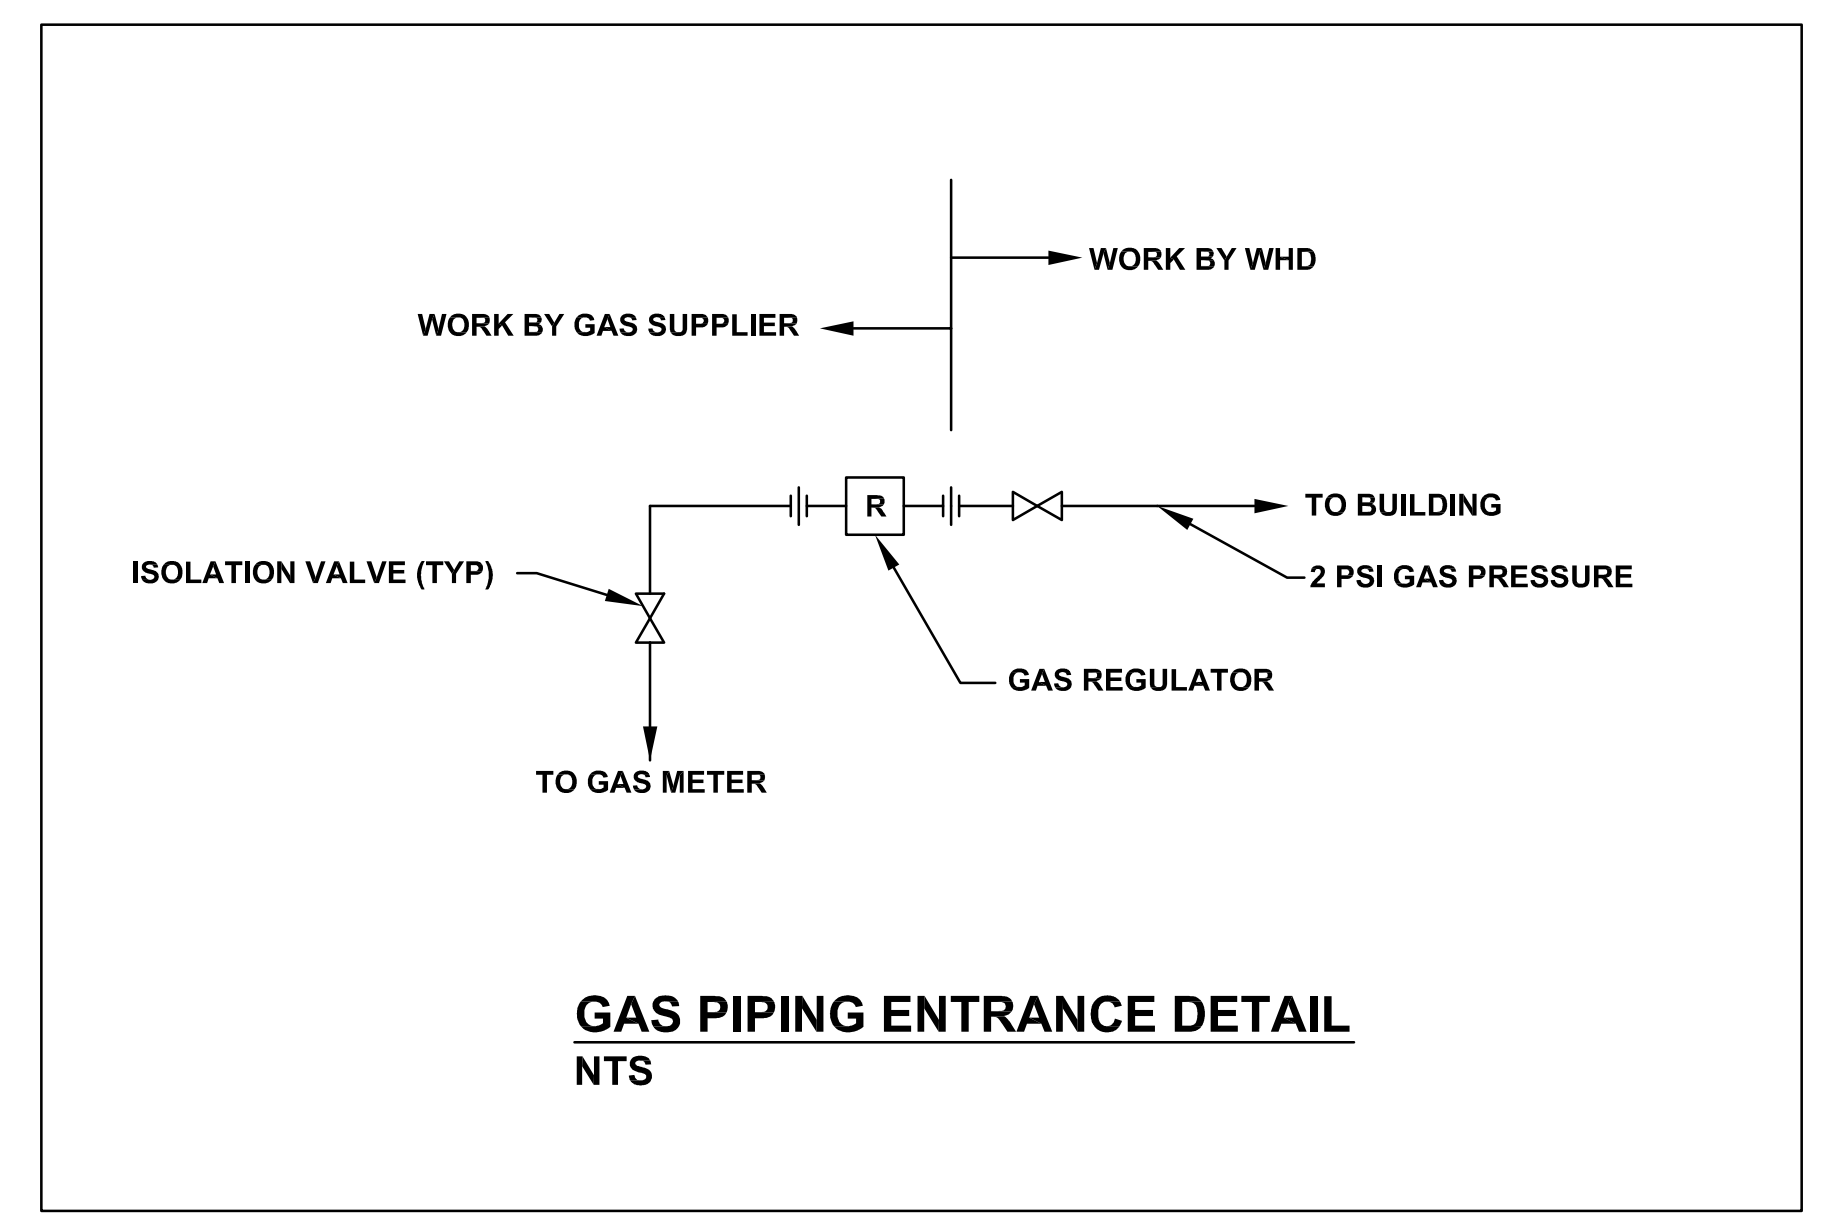 WORK BY WHD
WORK BY GAS SUPPLIER
R
TO BUILDING
ISOLATION VALVE (TYP)
2 PSI GAS PRESSURE
GAS REGULATOR
TO GAS METER
GAS PIPING ENTRANCE DETAIL
NTS